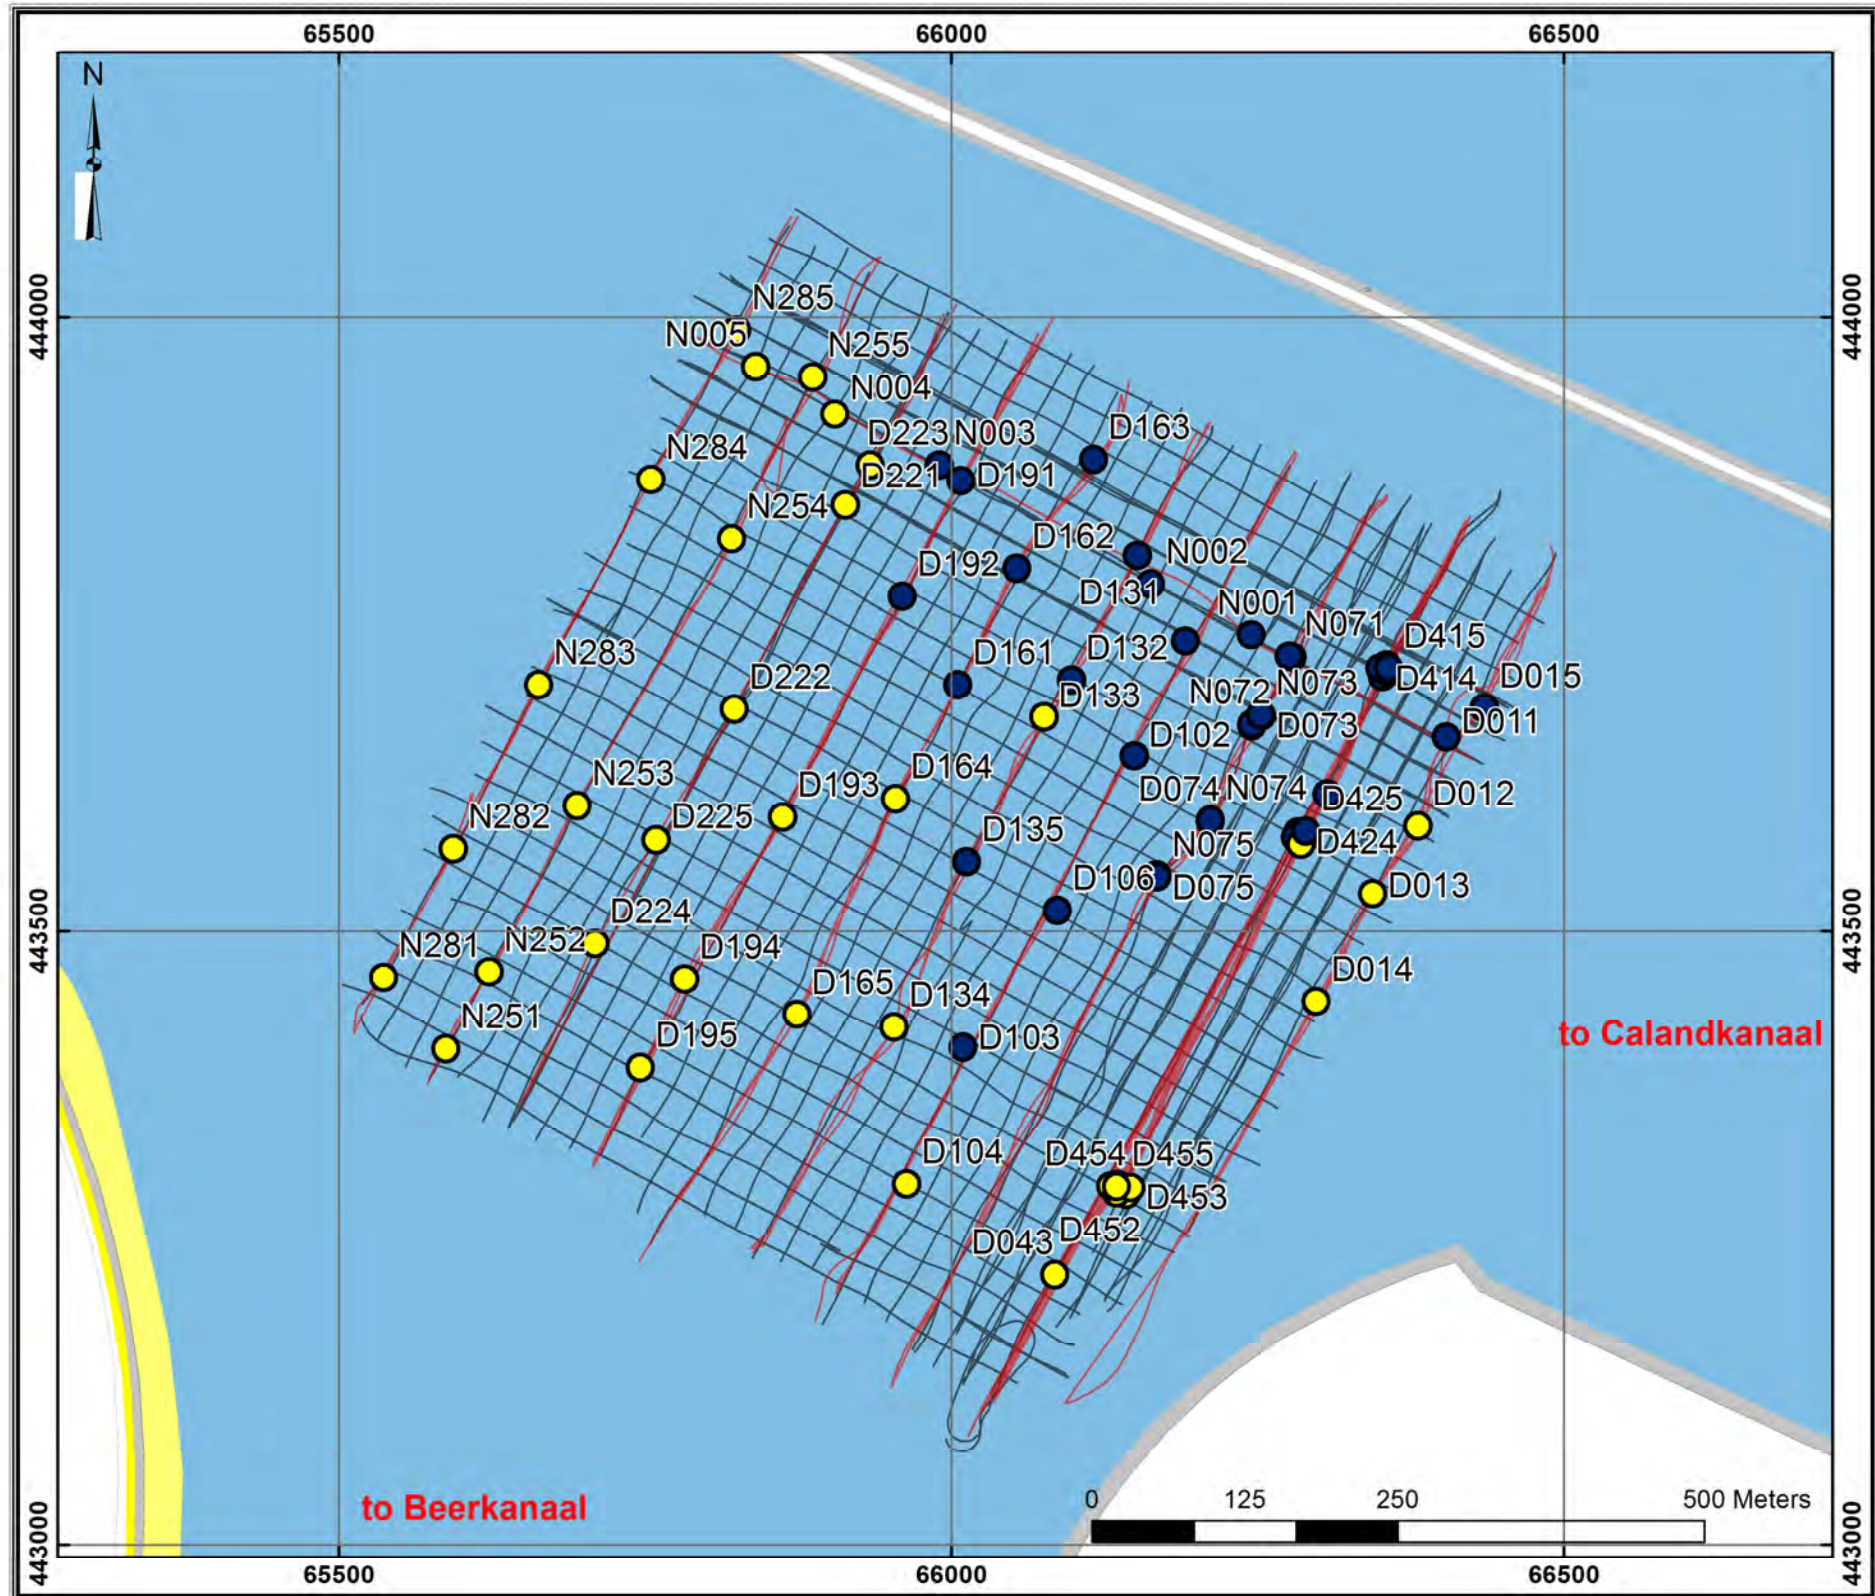 65500 66000 66500
N
444000 444000
N285
N005
N255
N004
D163
D223 N003
N284
D221 D191
N254
D162
D192
N002
D131
N001
N071
D415
D161
D132
N283
D414
D015
D222
D133
N072
N073
D073
D011
D102
D164
N253
D193
D074 N074
D425
D012
N282
D225
D135
N075
D424
D106
D075
D013
443500 443500
D224
N281
N252
D194
D014
D165
D134
N251
D195
D103
to Calandkanaal
D104
D454 D455
D453
D043
D452
to Beerkanaal
0 125 250 500 Meters
443000 443000
65500 66000 66500